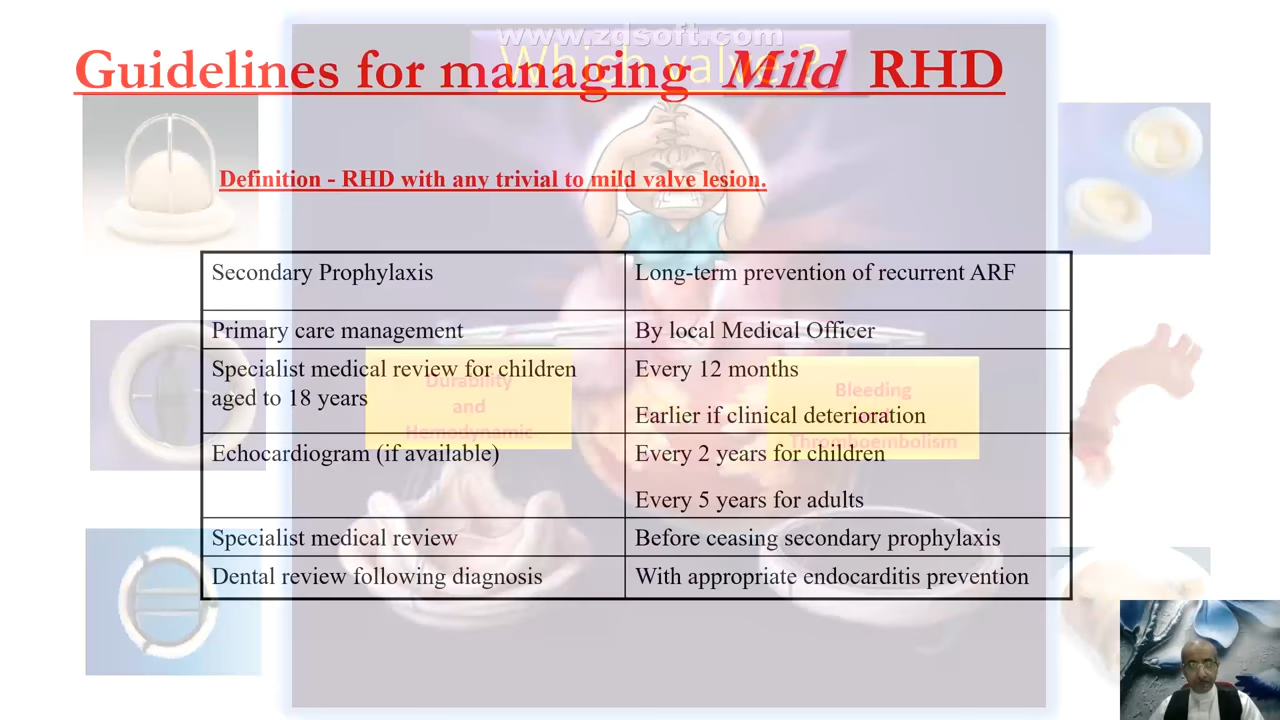 www.zdsoft.com
Which valve ?
Guidelines for managing Mild RHD
Definition - RHD with any trivial to mild valve lesion.
Secondary Prophylaxis
Long-term prevention of recurrent ARF
Primary care management
By local Medical Officer
Specialist medical review for children
aged to 18 years
Every 12 months
Earlier if clinical deterioration
Echocardiogram (if available)
Every 2 years for children
Every 5 years for adults
Specialist medical review
Before ceasing secondary prophylaxis
Dental review following diagnosis
With appropriate endocarditis prevention
Durability
and
Hemodynamic
Bleeding
Thromboembolism